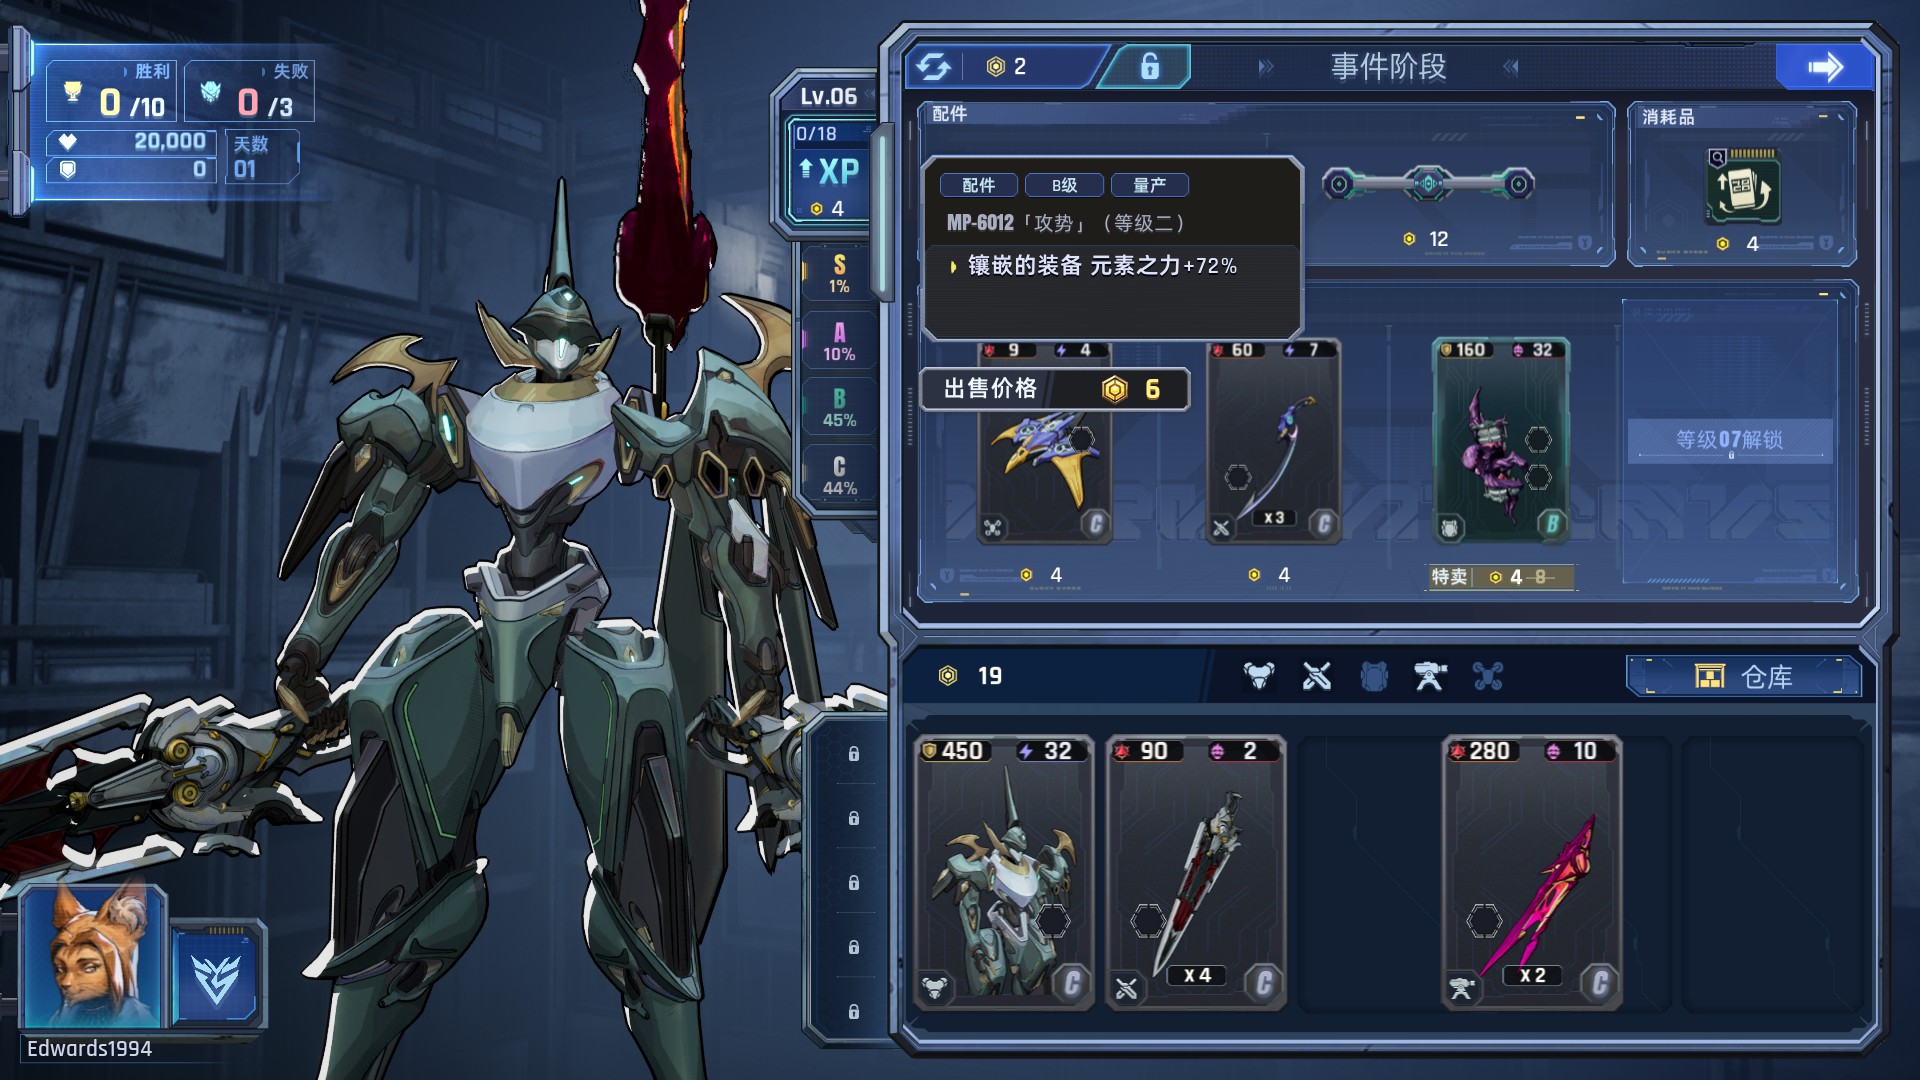 胜利
0/10
失败
0/3
20,000
0
天数
01
Lv.06
0/18
XP
4
S
1%
A
10%
B
45%
C
44%
2
事件阶段
配件
消耗品
配件
B级
量产
MP-6012「攻势」（等级二）
镶嵌的装备 元素之力+72%
12
4
出售价格
6
9
4
C
4
60
7
x3
C
4
160
32
B
特卖
4
8
等级07解锁
19
仓库
450
32
C
90
2
x4
C
280
10
x2
C
Edwards1994